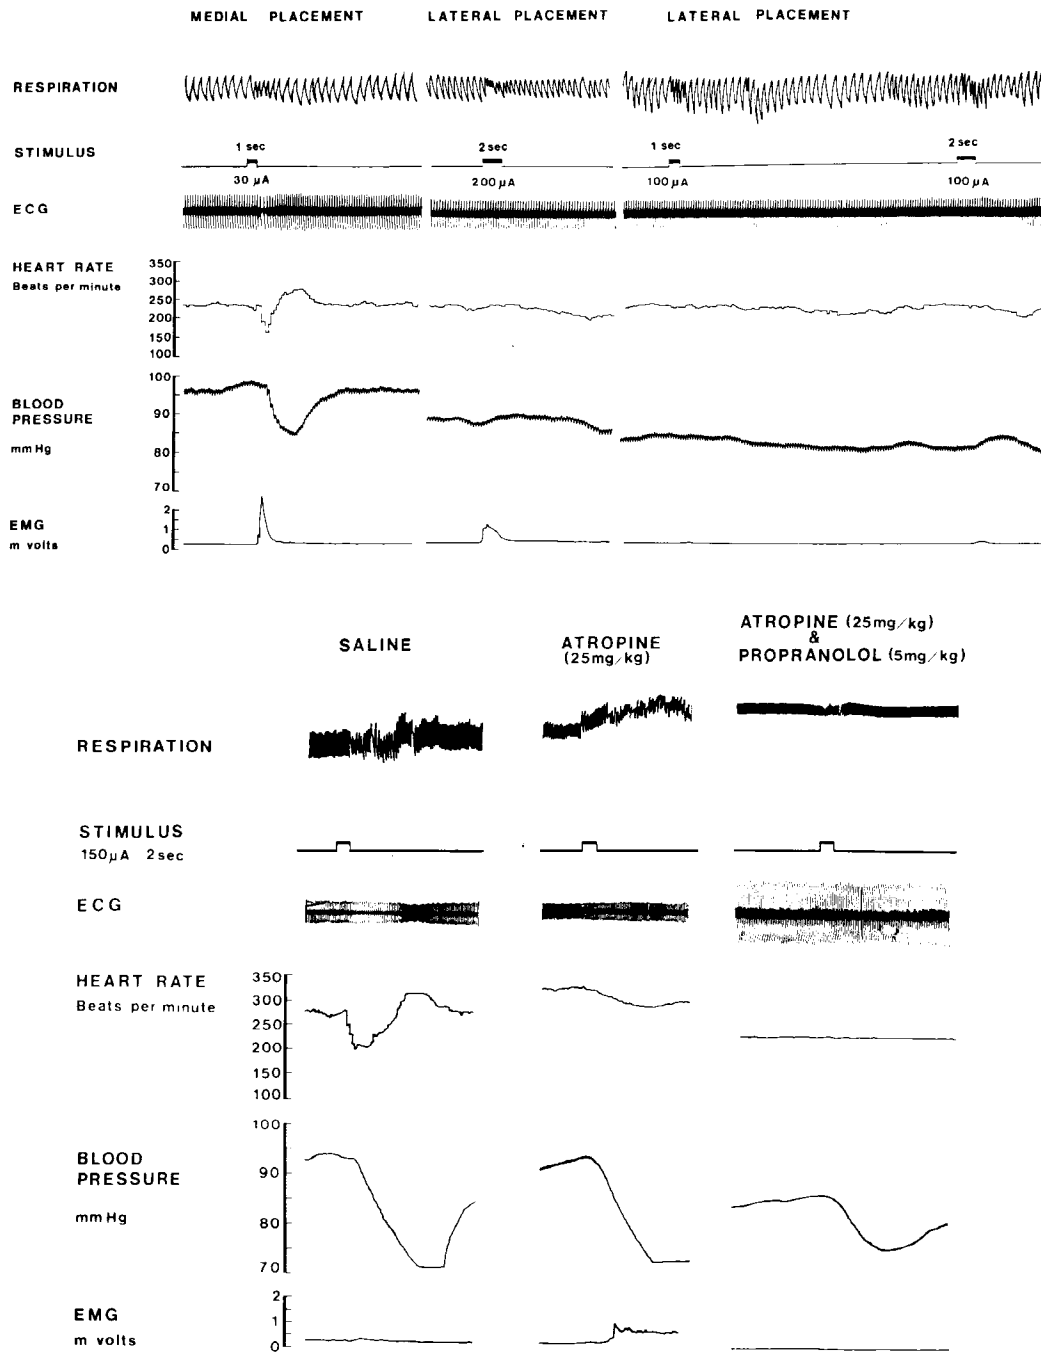 MEDIAL PLACEMENT LATERAL PLACEMENT LATERAL PLACEMENT
RESPIRATION
STIMULUS 1 sec 2 sec 1 sec 2 sec
30 µA 200 µA 100 µA 100 µA
ECG
HEART RATE
Beats per minute
350
300
250
200
150
100
BLOOD
PRESSURE
mm Hg
100
90
80
70
EMG
m volts
2
1
0
SALINE ATROPINE ATROPINE (25mg/kg)
(25mg/kg) &
PROPRANOLOL (5mg/kg)
RESPIRATION
STIMULUS
150µA 2sec
ECG
HEART RATE
Beats per minute
350
300
250
200
150
100
BLOOD
PRESSURE
mm Hg
100
90
80
70
EMG
m volts
2
1
0